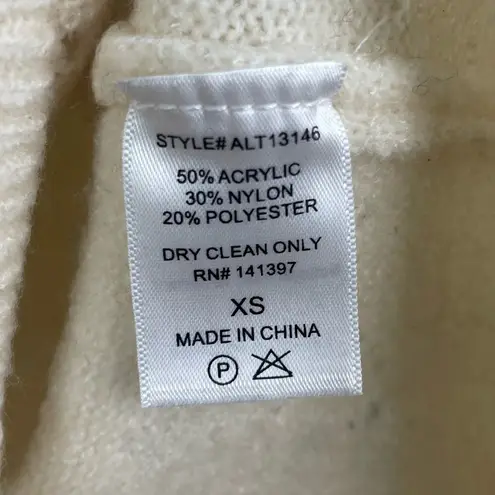 STYLE# ALT13146
50% ACRYLIC
30% NYLON
20% POLYESTER
DRY CLEAN ONLY
RN# 141397
XS
MADE IN CHINA
P